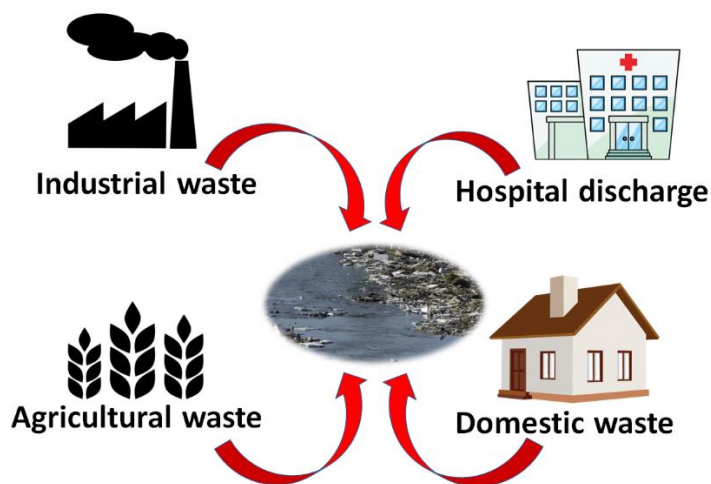 Industrial waste
Hospital discharge
Agricultural waste
Domestic waste